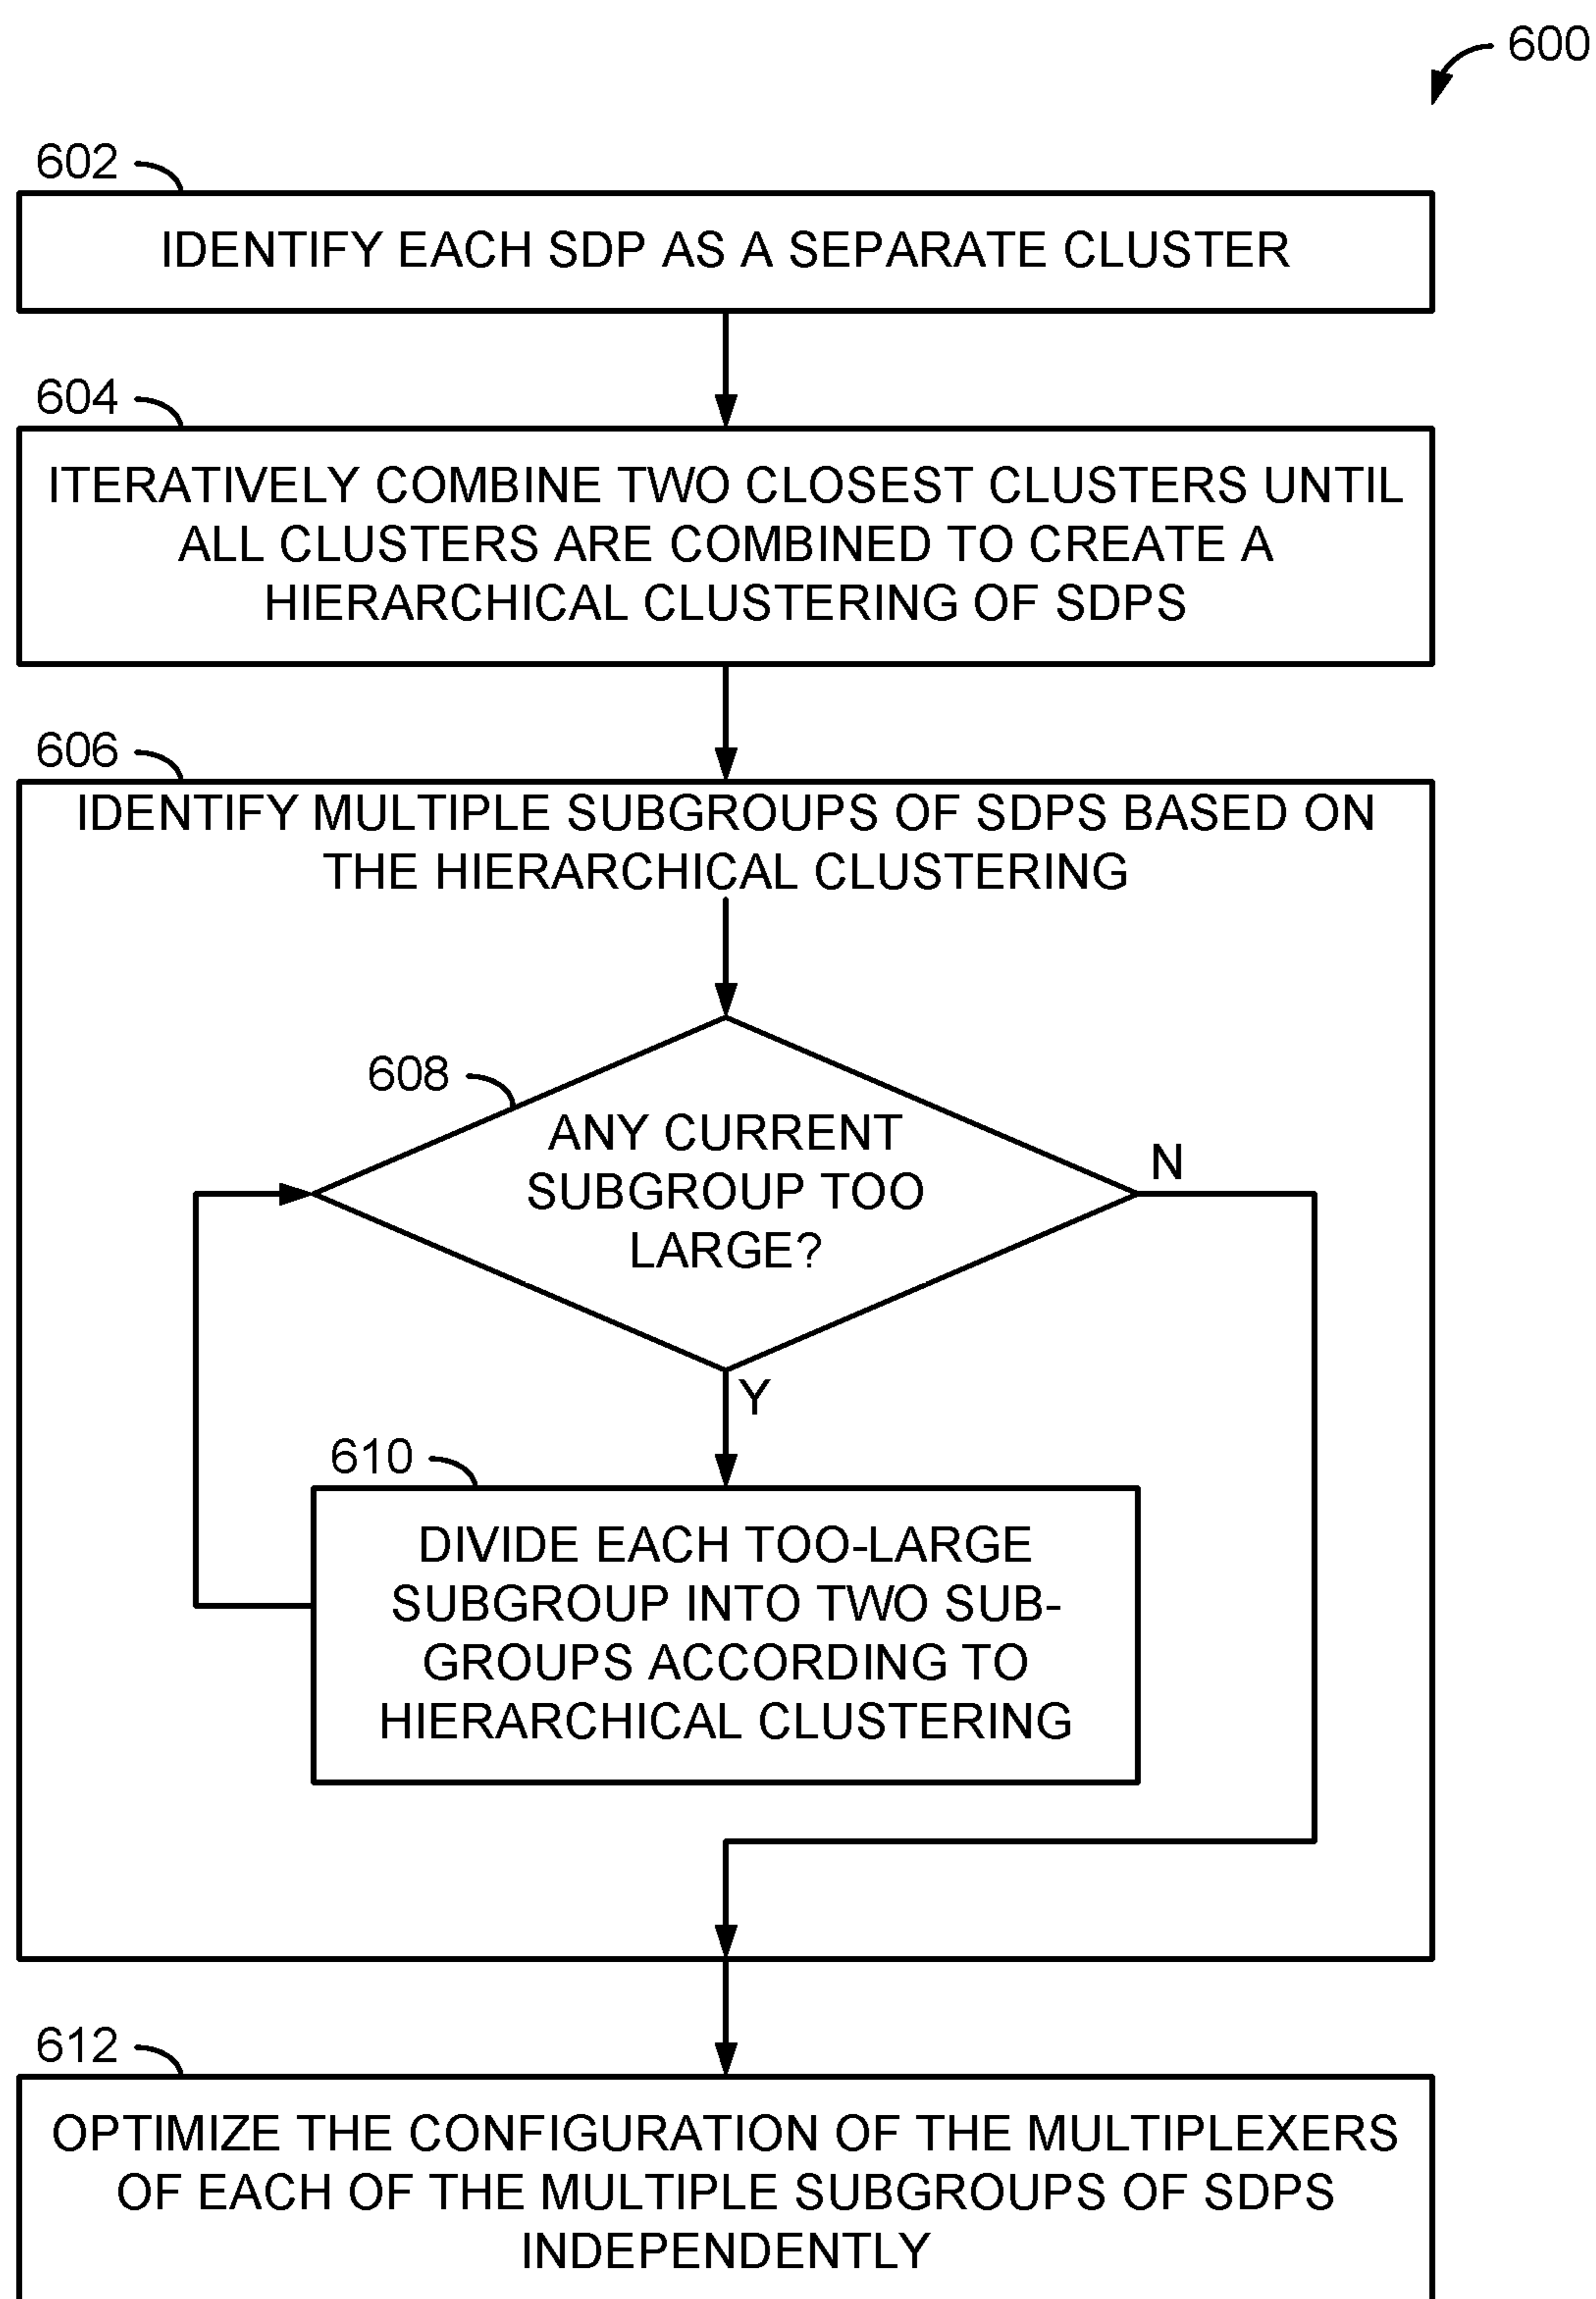 600
602
IDENTIFY EACH SDP AS A SEPARATE CLUSTER
604
ITERATIVELY COMBINE TWO CLOSEST CLUSTERS UNTIL
ALL CLUSTERS ARE COMBINED TO CREATE A
HIERARCHICAL CLUSTERING OF SDPS
606
IDENTIFY MULTIPLE SUBGROUPS OF SDPS BASED ON
THE HIERARCHICAL CLUSTERING
608
ANY CURRENT
SUBGROUP TOO
LARGE?
N
Y
610
DIVIDE EACH TOO-LARGE
SUBGROUP INTO TWO SUB-
GROUPS ACCORDING TO
HIERARCHICAL CLUSTERING
612
OPTIMIZE THE CONFIGURATION OF THE MULTIPLEXERS
OF EACH OF THE MULTIPLE SUBGROUPS OF SDPS
INDEPENDENTLY